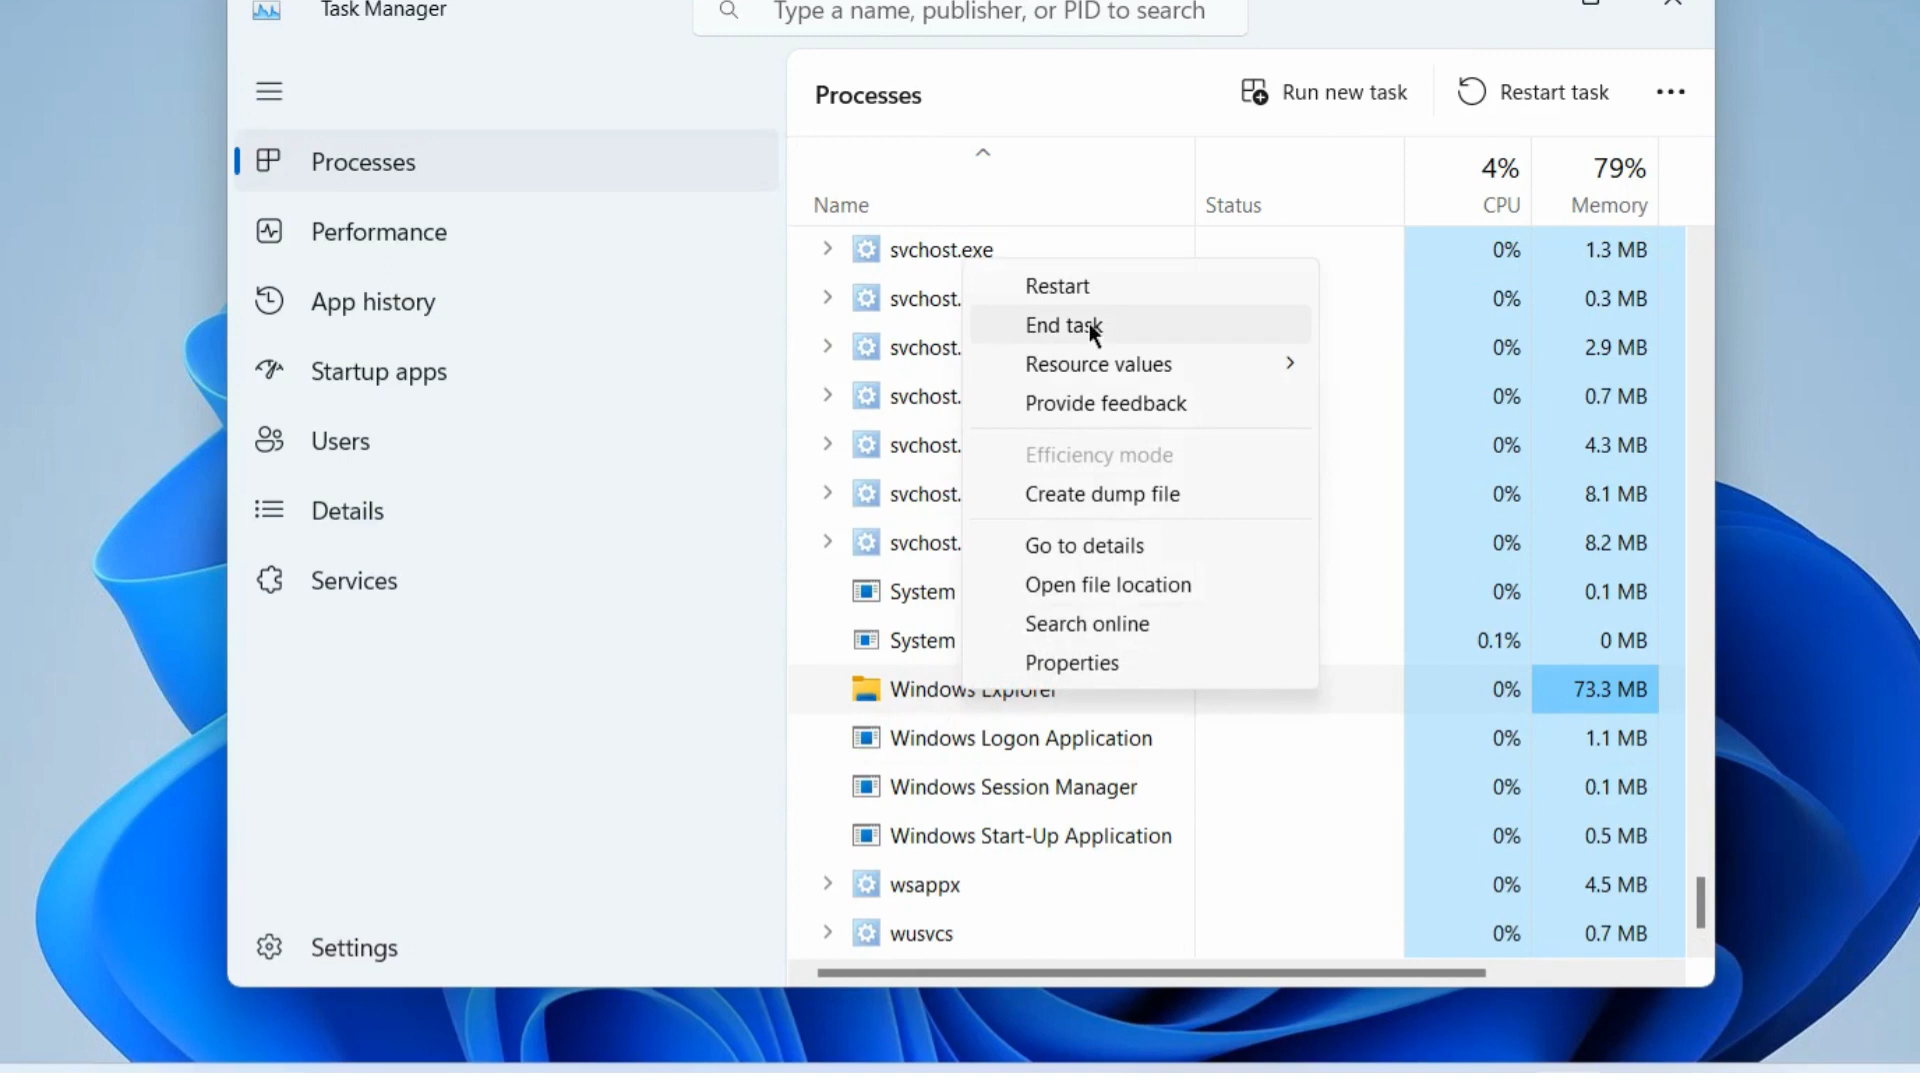 Task Manager
Type a name, publisher, or PID to search
Processes
Run new task
Restart task
Processes
Performance
App history
Startup apps
Users
Details
Services
Settings
4%
79%
Name
Status
CPU
Memory
svchost.exe 0% 1.3 MB
svchost. 0% 0.3 MB
svchost. 0% 2.9 MB
svchost. 0% 0.7 MB
svchost. 0% 4.3 MB
svchost. 0% 8.1 MB
svchost. 0% 8.2 MB
System 0% 0.1 MB
System 0.1% 0 MB
Windows Explorer 0% 73.3 MB
Windows Logon Application 0% 1.1 MB
Windows Session Manager 0% 0.1 MB
Windows Start-Up Application 0% 0.5 MB
wsappx 0% 4.5 MB
wusvcs 0% 0.7 MB
Restart
End task
Resource values
Provide feedback
Efficiency mode
Create dump file
Go to details
Open file location
Search online
Properties